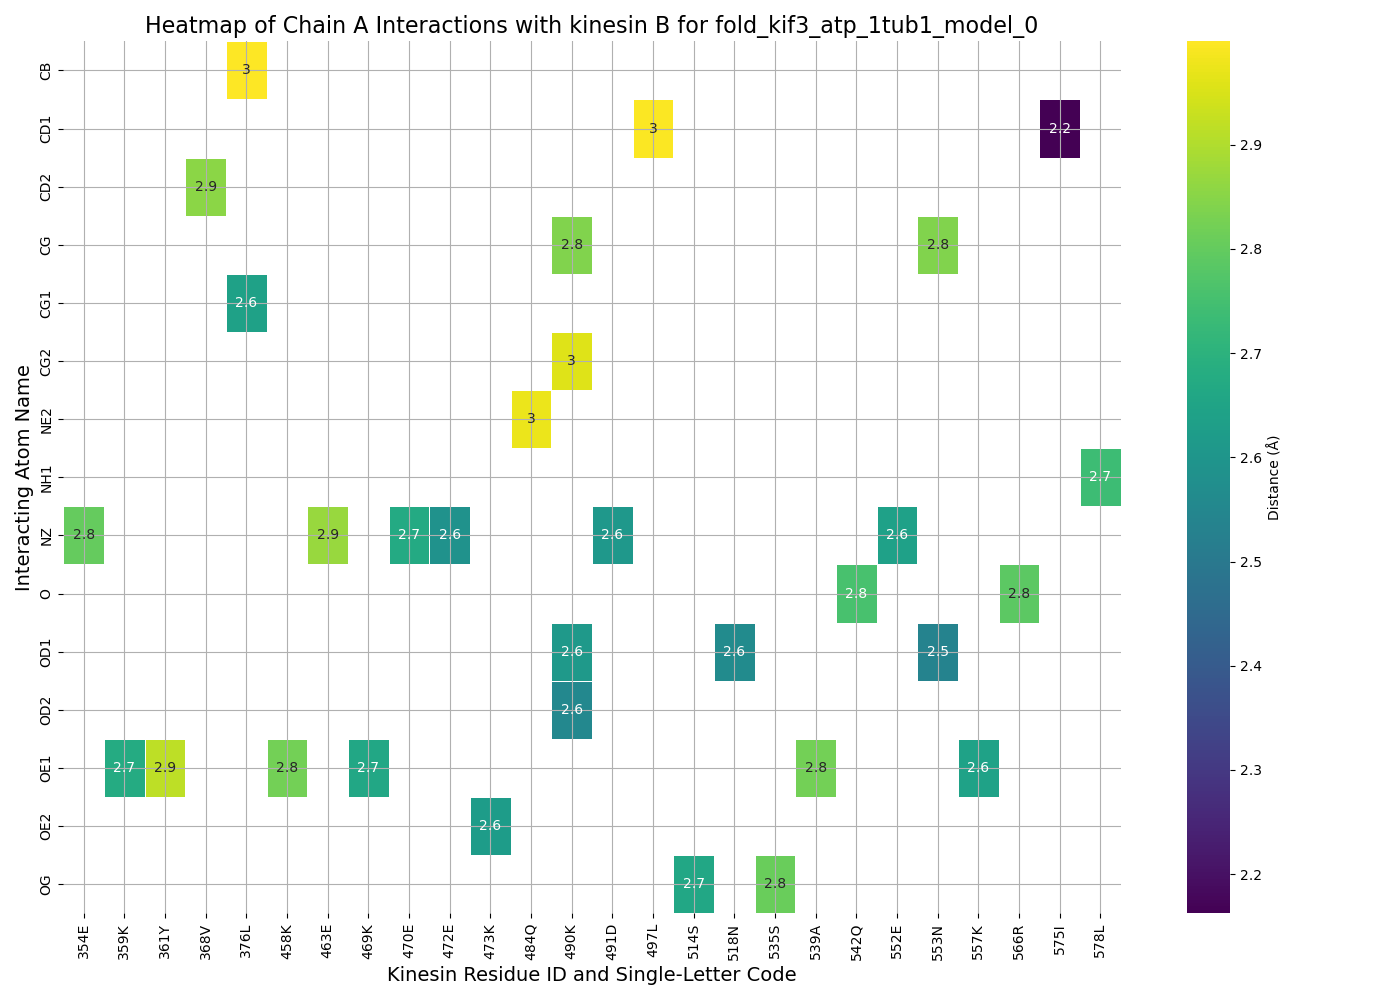 Heatmap of Chain A Interactions with kinesin B for fold_kif3_atp_1tub1_model_0
Interacting Atom Name
CB
CD1
CD2
CG
CG1
CG2
NE2
NH1
NZ
O
OD1
OD2
OE1
OE2
OG
3
3 2.2
2.9
2.8 2.8
2.6
3
3
2.7
2.8 2.9 2.7 2.6 2.6 2.6
2.8 2.8
2.6 2.6 2.5
2.6
2.7 2.9 2.8 2.7 2.8 2.6
2.6
2.7 2.8
354E 359K 361Y 368V 376L 458K 463E 469K 470E 472E 473K 484Q 490K 491D 497L 514S 518N 535S 539A 542Q 552E 553N 557K 566R 575I 578L
Kinesin Residue ID and Single-Letter Code
2.9
2.8
2.7
2.6
2.5
2.4
2.3
2.2
Distance (Å)